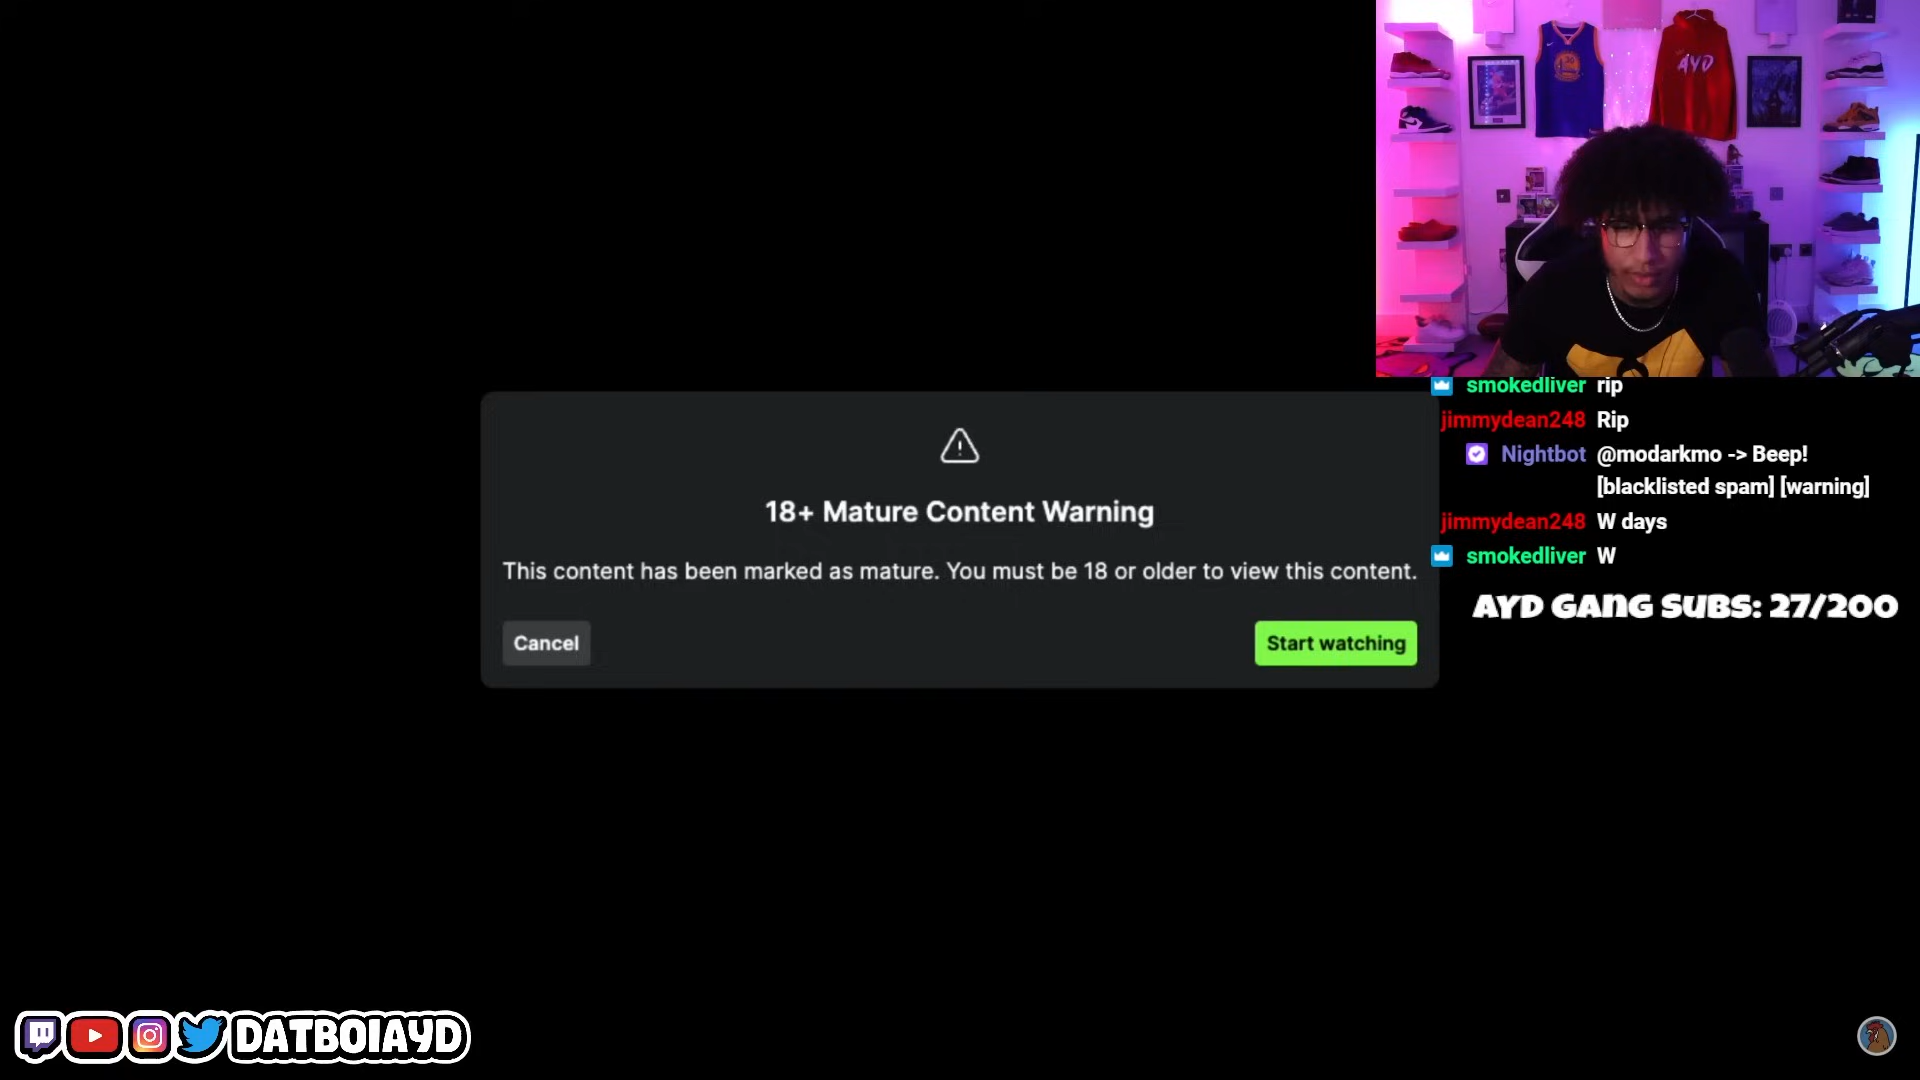 AYD
smokedliver rip
jimmydean248 Rip
Nightbot @modarkmo -> Beep!
[blacklisted spam] [warning]
jimmydean248 W days
smokedliver W
AYD GANG SUBS: 27/200
18+ Mature Content Warning
This content has been marked as mature. You must be 18 or older to view this content.
Cancel
Start watching
DATBOIAYD